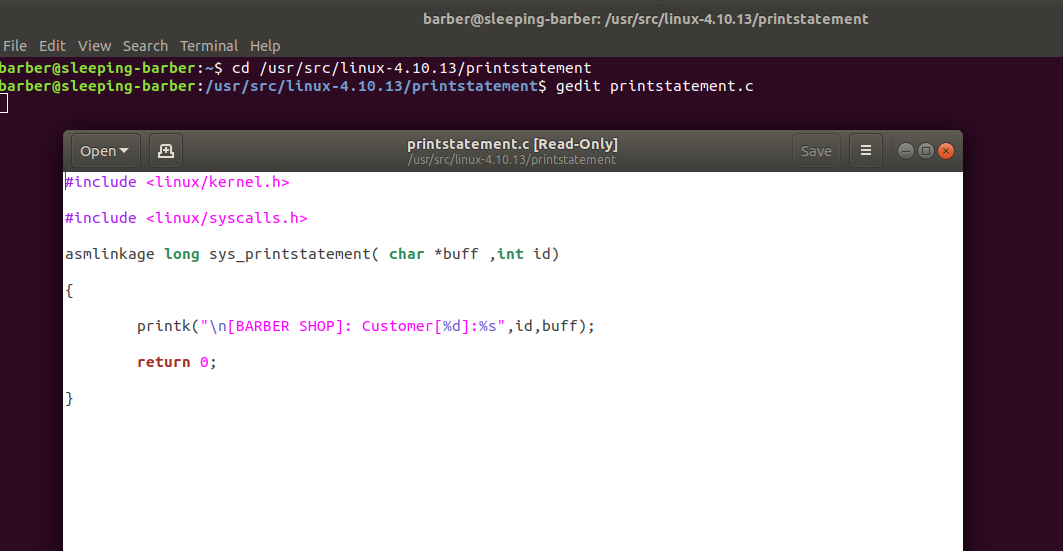 barber@sleeping-barber: /usr/src/linux-4.10.13/printstatement
File Edit View Search Terminal Help
barber@sleeping-barber:~$ cd /usr/src/linux-4.10.13/printstatement
barber@sleeping-barber:/usr/src/linux-4.10.13/printstatement$ gedit printstatement.c
Open
printstatement.c [Read-Only]
/usr/src/linux-4.10.13/printstatement
Save
#include <linux/kernel.h>
#include <linux/syscalls.h>
asmlinkage long sys_printstatement( char *buff ,int id)
{
printk("\n[BARBER SHOP]: Customer[%d]:%s",id,buff);
return 0;
}